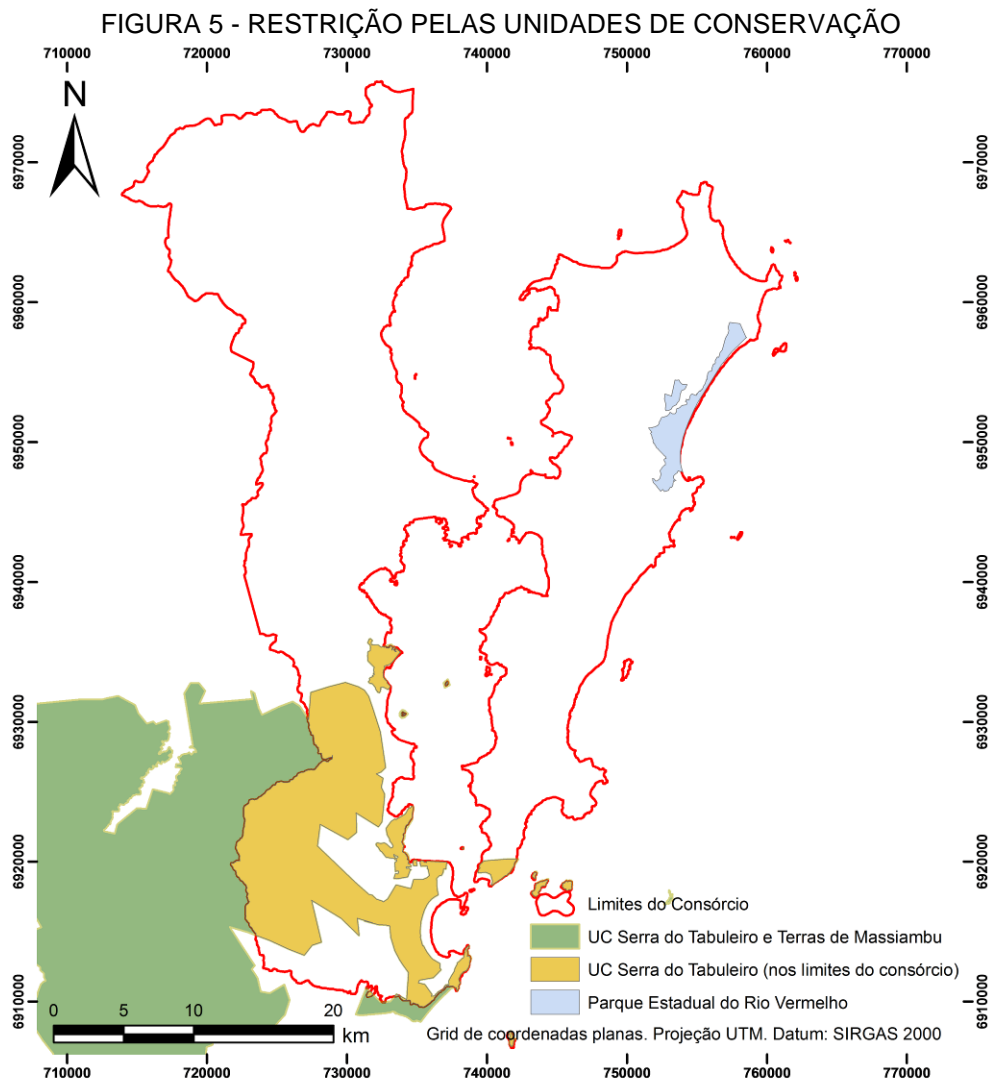 FIGURA 5 - RESTRIÇÃO PELAS UNIDADES DE CONSERVAÇÃO
710000 720000 730000 740000 750000 760000 770000
N
6970000 6970000
6960000 6960000
6950000 6950000
6940000 6940000
6930000 6930000
6920000 6920000
Limites do Consórcio
UC Serra do Tabuleiro e Terras de Massiambu
UC Serra do Tabuleiro (nos limites do consórcio)
Parque Estadual do Rio Vermelho
6910000 6910000
0 5 10 20
km
Grid de coordenadas planas. Projeção UTM. Datum: SIRGAS 2000
710000 720000 730000 740000 750000 760000 770000